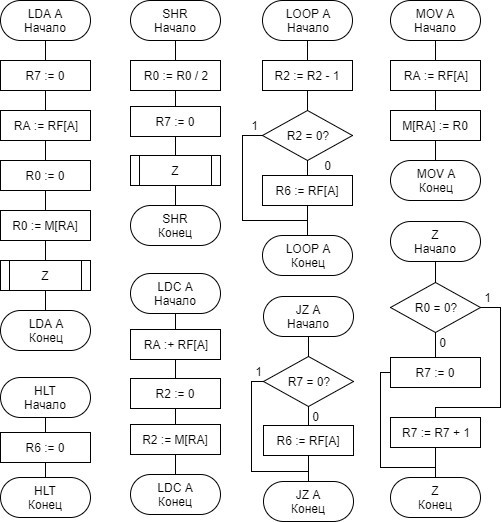 LDA A
Начало
R7 := 0
RA := RF[A]
R0 := 0
R0 := M[RA]
Z
LDA A
Конец
HLT
Начало
R6 := 0
HLT
Конец
SHR
Начало
R0 := R0 / 2
R7 := 0
Z
SHR
Конец
LDC A
Начало
RA :+ RF[A]
R2 := 0
R2 := M[RA]
LDC A
Конец
LOOP A
Начало
R2 := R2 - 1
1
R2 = 0?
0
R6 := RF[A]
LOOP A
Конец
JZ A
Начало
1
R7 = 0?
0
R6 := RF[A]
JZ A
Конец
MOV A
Начало
RA := RF[A]
M[RA] := R0
MOV A
Конец
Z
Начало
R0 = 0?
1
0
R7 := 0
R7 := R7 + 1
Z
Конец